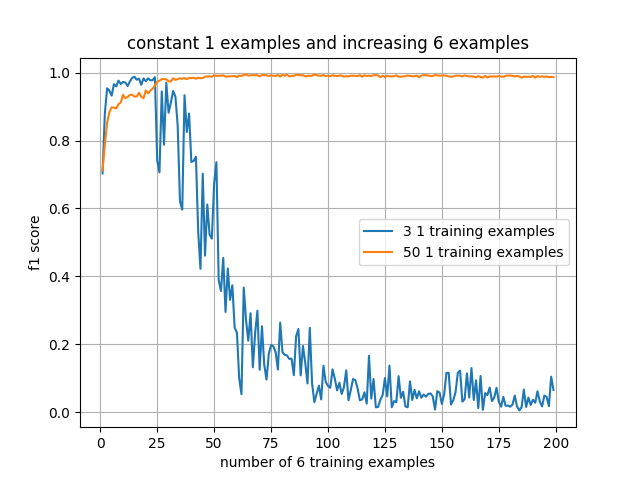 constant 1 examples and increasing 6 examples
1.0
0.8
0.6
0.4
0.2
0.0
f1 score
3 1 training examples
50 1 training examples
0 25 50 75 100 125 150 175 200
number of 6 training examples